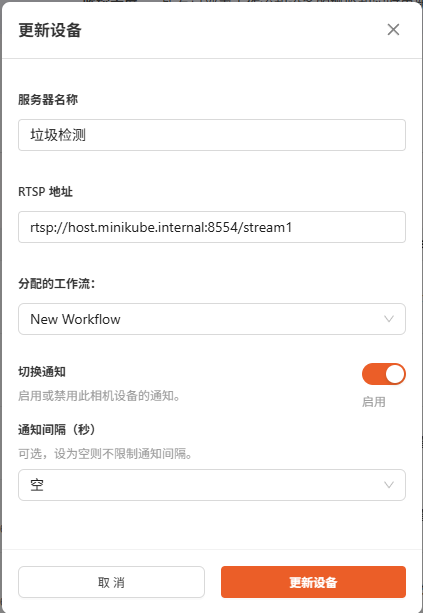 更新设备
服务器名称
垃圾检测
RTSP 地址
rtsp://host.minikube.internal:8554/stream1
分配的工作流：
New Workflow
切换通知
启用或禁用此相机设备的通知。
启用
通知间隔（秒）
可选，设为空则不限制通知间隔。
空
取 消
更新设备